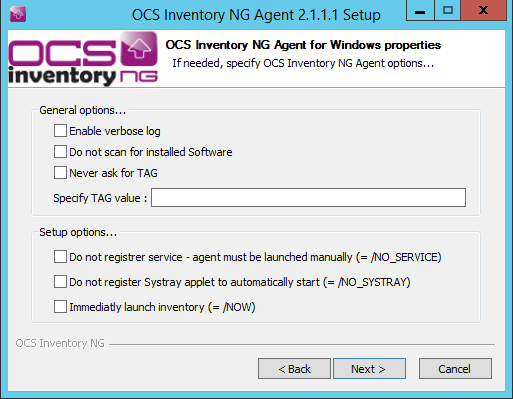 OCS Inventory NG Agent 2.1.1.1 Setup
OCS
inventory NG
OCS Inventory NG Agent for Windows properties
If needed, specify OCS Inventory NG Agent options...
General options...
Enable verbose log
Do not scan for installed Software
Never ask for TAG
Specify TAG value :
Setup options...
Do not registrer service - agent must be launched manually (= /NO_SERVICE)
Do not register Systray applet to automatically start (= /NO_SYSTRAY)
Immediatly launch inventory (= /NOW)
OCS Inventory NG
< Back
Next >
Cancel